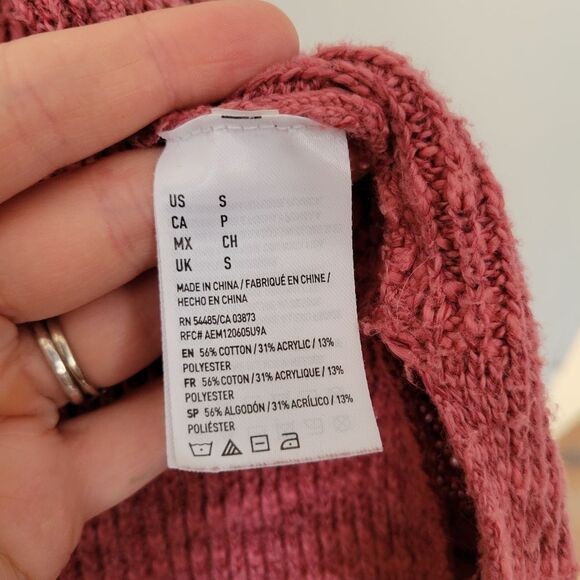 US S
CA P
MX CH
UK S
MADE IN CHINA / FABRIQUÉ EN CHINE /
HECHO EN CHINA
RN 54485/CA 03873
RFC# AEM120605U9A
EN 56% COTTON / 31% ACRYLIC / 13%
POLYESTER
FR 56% COTON / 31% ACRYLIQUE / 13%
POLYESTER
SP 56% ALGODÓN / 31% ACRÍLICO / 13%
POLIÉSTER